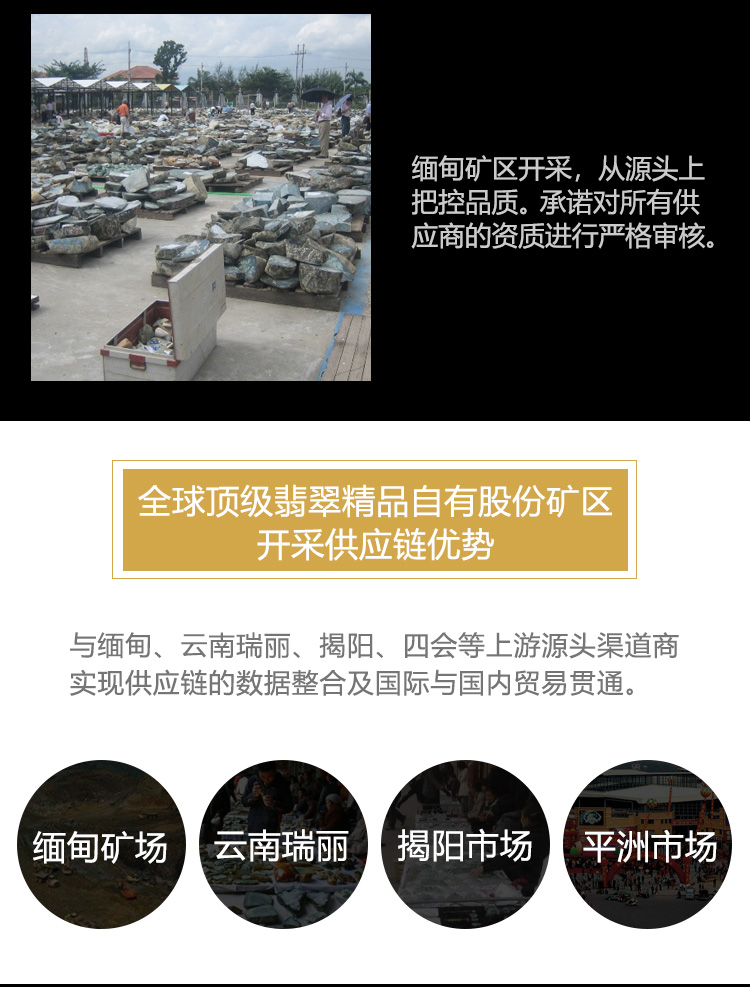 缅甸矿区开采，从源头上
把控品质。承诺对所有供
应商的资质进行严格审核。
全球顶级翡翠精品自有股份矿区
开采供应链优势
与缅甸、云南瑞丽、揭阳、四会等上游源头渠道商
实现供应链的数据整合及国际与国内贸易贯通。
缅甸矿场
云南瑞丽
揭阳市场
平洲市场